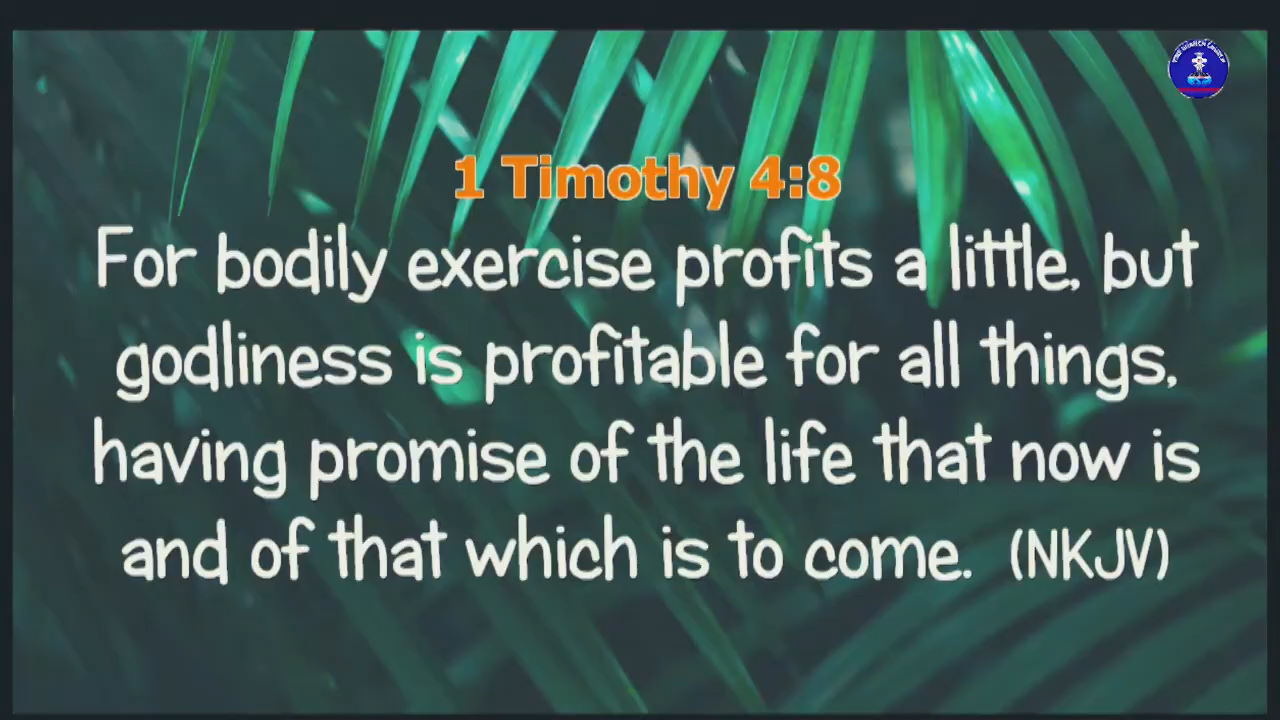 1 Timothy 4:8
For bodily exercise profits a little, but
godliness is profitable for all things,
having promise of the life that now is
and of that which is to come. (NKJV)